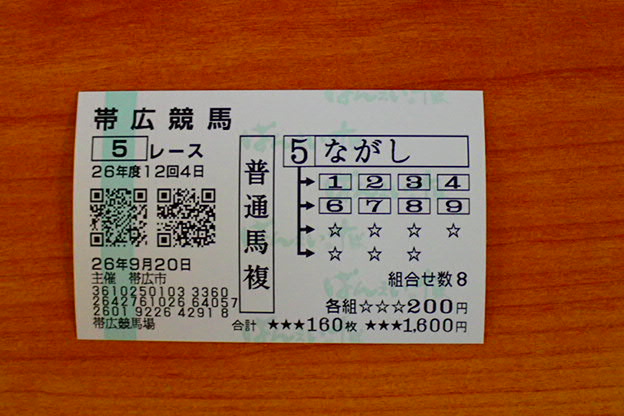 帯広競馬
5 レース
26年度12回4日
26年9月20日
主催 帯広市
3610250103 3360
2642761026 64057
2601 9226 4291 8
帯広競馬場
普通馬複
5 ながし
1 2 3 4
6 7 8 9
☆ ☆ ☆ ☆
☆ ☆ ☆
組合せ数8
各組☆☆☆200円
合計 ★★★160枚 ★★★1,600円